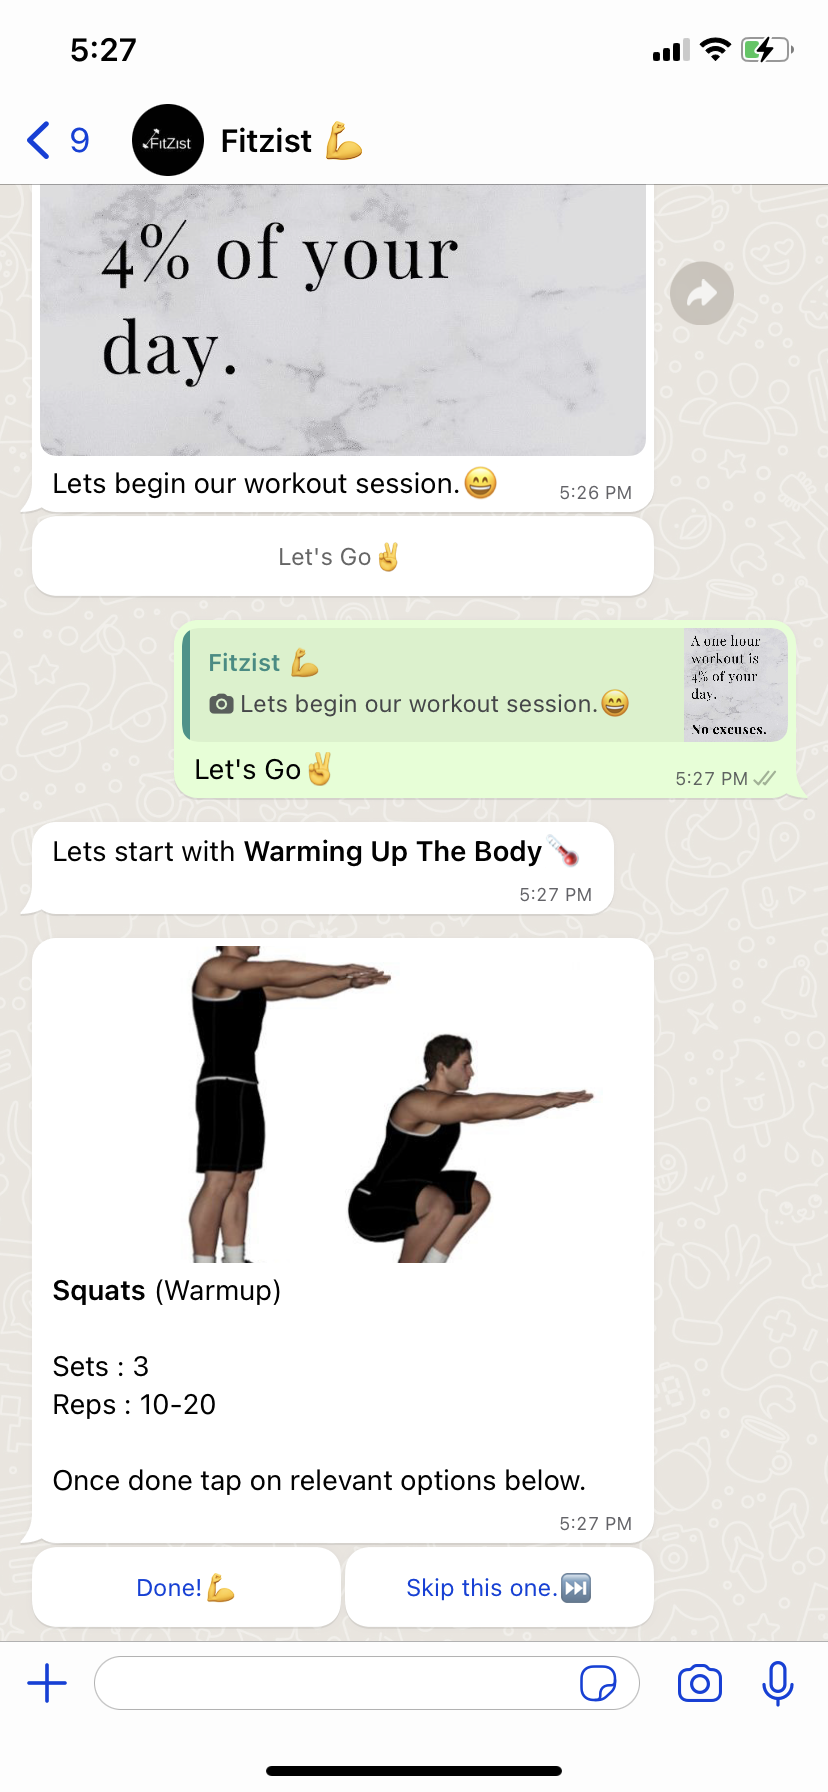 5:27
9
FitZist
Fitzist 💪
4% of your
day.
Lets begin our workout session.😄
5:26 PM
Let's Go✌️
Fitzist 💪
Lets begin our workout session.😄
A one hour
workout is
4% of your
day.
No excuses.
Let's Go✌️
5:27 PM
Lets start with Warming Up The Body🌡️
5:27 PM
Squats (Warmup)
Sets : 3
Reps : 10-20
Once done tap on relevant options below.
5:27 PM
Done!💪
Skip this one.⏭️